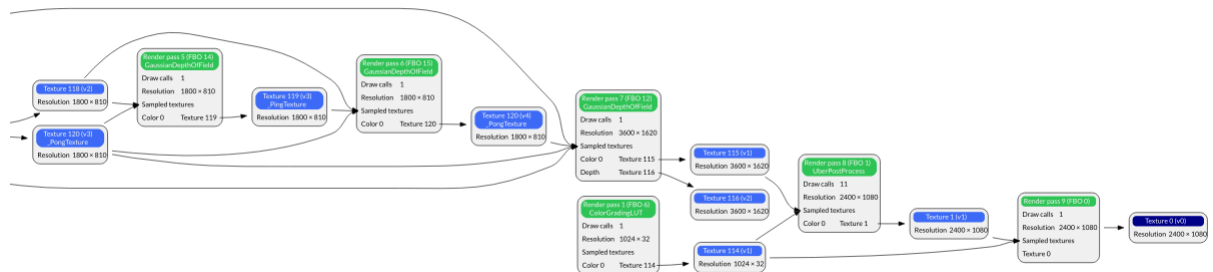 Texture 118 (v2)
Resolution 1800 × 810
Texture 120 (v3)
_PongTexture
Resolution 1800 × 810
Render pass 5 (FBO 14)
GaussianDepthOfField
Draw calls 1
Resolution 1800 × 810
Sampled textures
Color 0 Texture 119
Texture 119 (v3)
_PingTexture
Resolution 1800 × 810
Render pass 6 (FBO 15)
GaussianDepthOfField
Draw calls 1
Resolution 1800 × 810
Sampled textures
Color 0 Texture 120
Texture 120 (v4)
_PongTexture
Resolution 1800 × 810
Render pass 7 (FBO 12)
GaussianDepthOfField
Draw calls 1
Resolution 3600 × 1620
Sampled textures
Color 0 Texture 115
Depth Texture 116
Render pass 1 (FBO 6)
ColorGradingLUT
Draw calls 1
Resolution 1024 × 32
Color 0 Texture 114
Texture 115 (v1)
Resolution 3600 × 1620
Texture 116 (v2)
Resolution 3600 × 1620
Texture 114 (v1)
Resolution 1024 × 32
Render pass 8 (FBO 1)
UberPostProcess
Draw calls 11
Resolution 2400 × 1080
Sampled textures
Color 0 Texture 1
Texture 1 (v1)
Resolution 2400 × 1080
Render pass 9 (FBO 0)
Draw calls 1
Resolution 2400 × 1080
Sampled textures
Texture 0
Texture 0 (v0)
Resolution 2400 × 1080